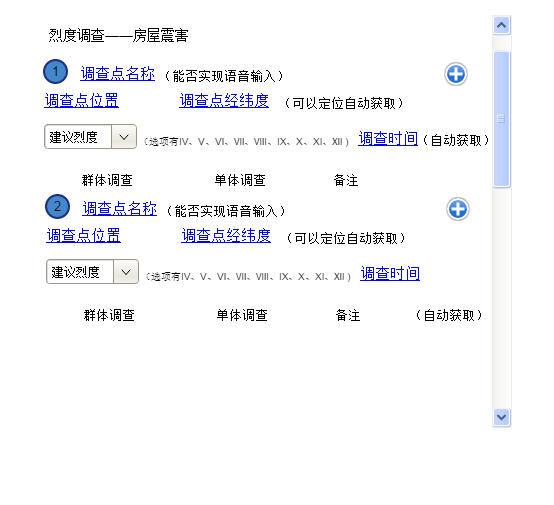 烈度调查——房屋震害
1 调查点名称 （能否实现语音输入）
调查点位置 调查点经纬度 （可以定位自动获取）
建议烈度 （选项有IV、V、VI、VII、VIII、IX、X、XI、XII ） 调查时间（自动获取）
群体调查 单体调查 备注
2 调查点名称 （能否实现语音输入）
调查点位置 调查点经纬度 （可以定位自动获取）
建议烈度 （选项有IV、V、VI、VII、VIII、IX、X、XI、XII ） 调查时间
群体调查 单体调查 备注 （自动获取）